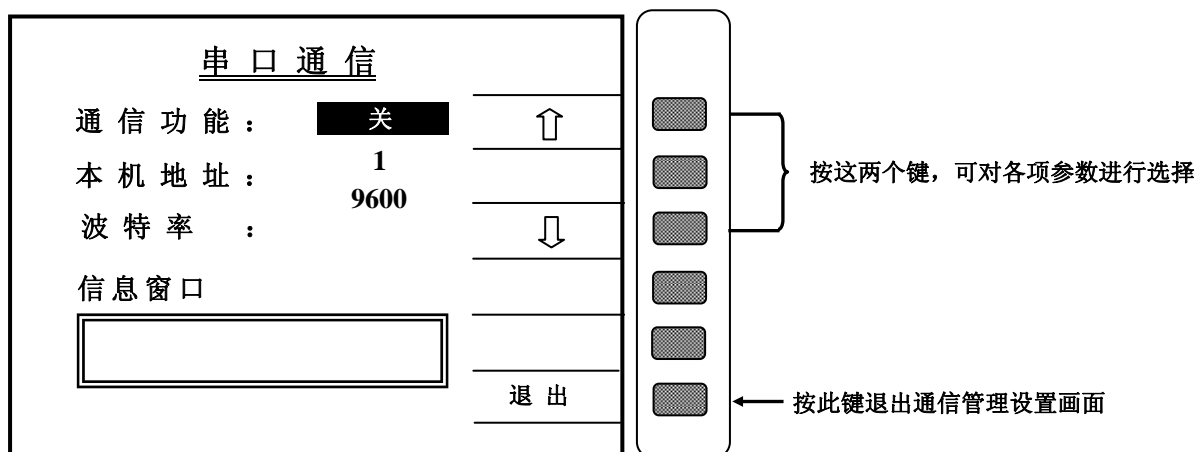 串口通信
通信功能： 关
本机地址： 1
波特率 ： 9600
信息窗口
⇧
⇩
退出
按这两个键，可对各项参数进行选择
按此键退出通信管理设置画面